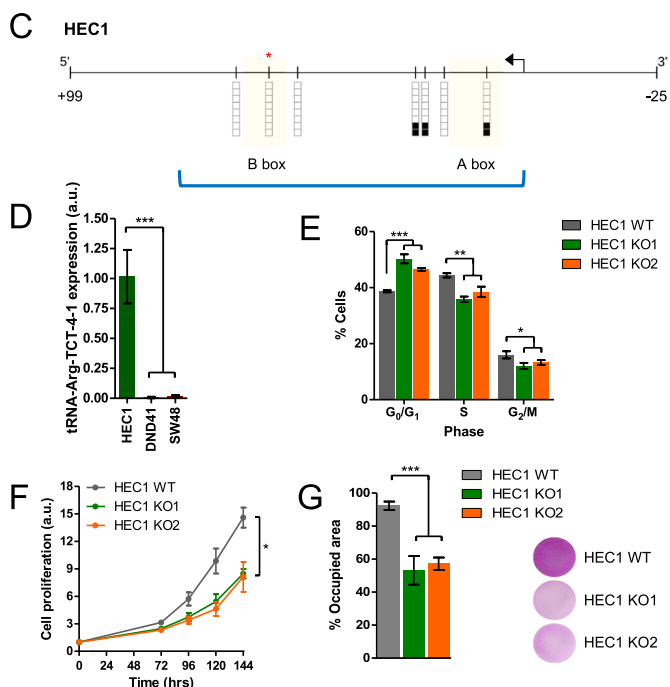 C HEC1
*
5' 3'
+99 -25
B box A box
D
tRNA-Arg-TCT-4-1 expression (a.u.)
1.50
1.25
1.00
0.75
0.50
0.25
0.00
***
HEC1
DND41
SW48
E
HEC1 WT
HEC1 KO1
HEC1 KO2
% Cells
60
40
20
0
***
**
*
G0/G1 S G2/M
Phase
F
HEC1 WT
HEC1 KO1
HEC1 KO2
Cell proliferation (a.u.)
18
15
12
9
6
3
0
*
0 24 48 72 96 120 144
Time (hrs)
G
HEC1 WT
HEC1 KO1
HEC1 KO2
% Occupied area
100
80
60
40
20
0
***
HEC1 WT
HEC1 KO1
HEC1 KO2